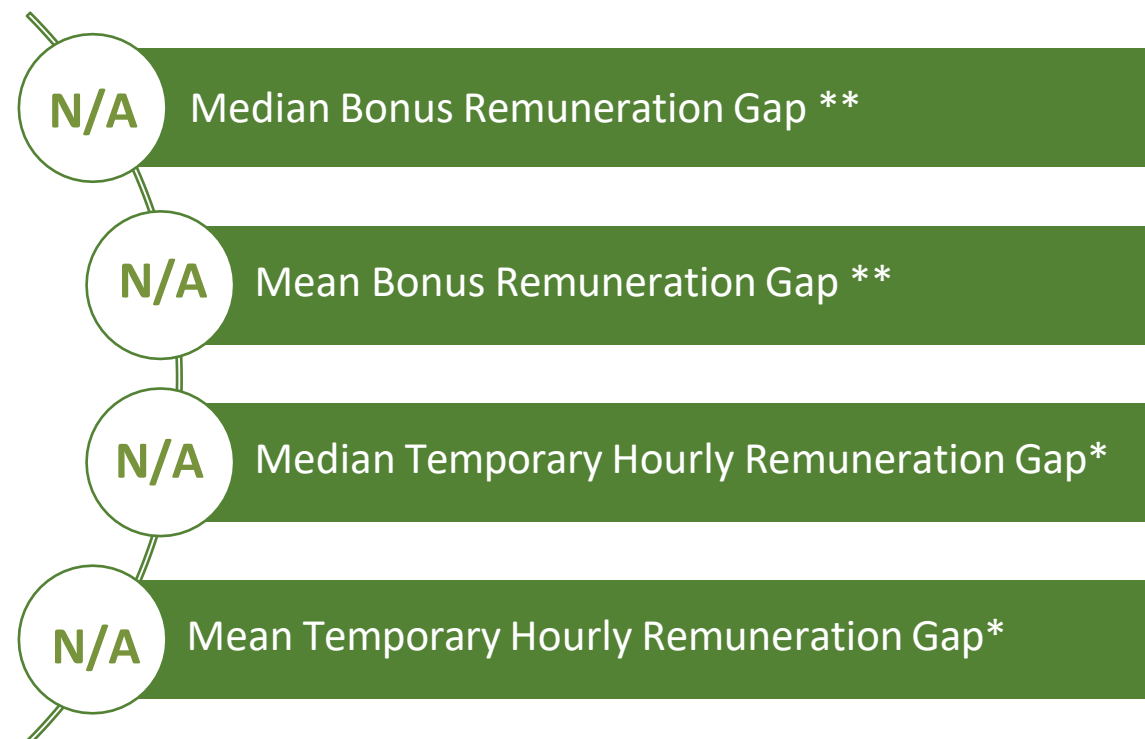 N/A Median Bonus Remuneration Gap **
N/A Mean Bonus Remuneration Gap **
N/A Median Temporary Hourly Remuneration Gap*
N/A Mean Temporary Hourly Remuneration Gap*